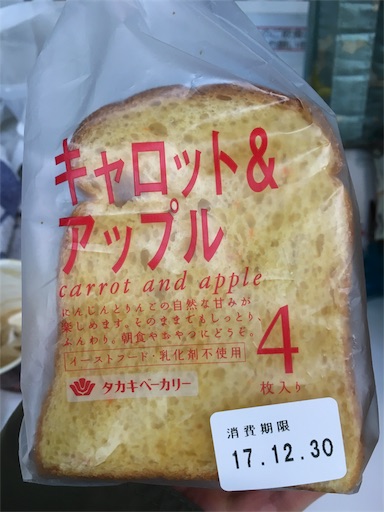 キャロット&
アップル
carrot and apple
にんじんとりんごの自然な甘みが
楽しめます。そのままでもしっとり、
ふんわり。朝食やおやつにどうぞ。
イーストフード・乳化剤不使用
4
枚入り
タカキベーカリー
消費期限
17.12.30